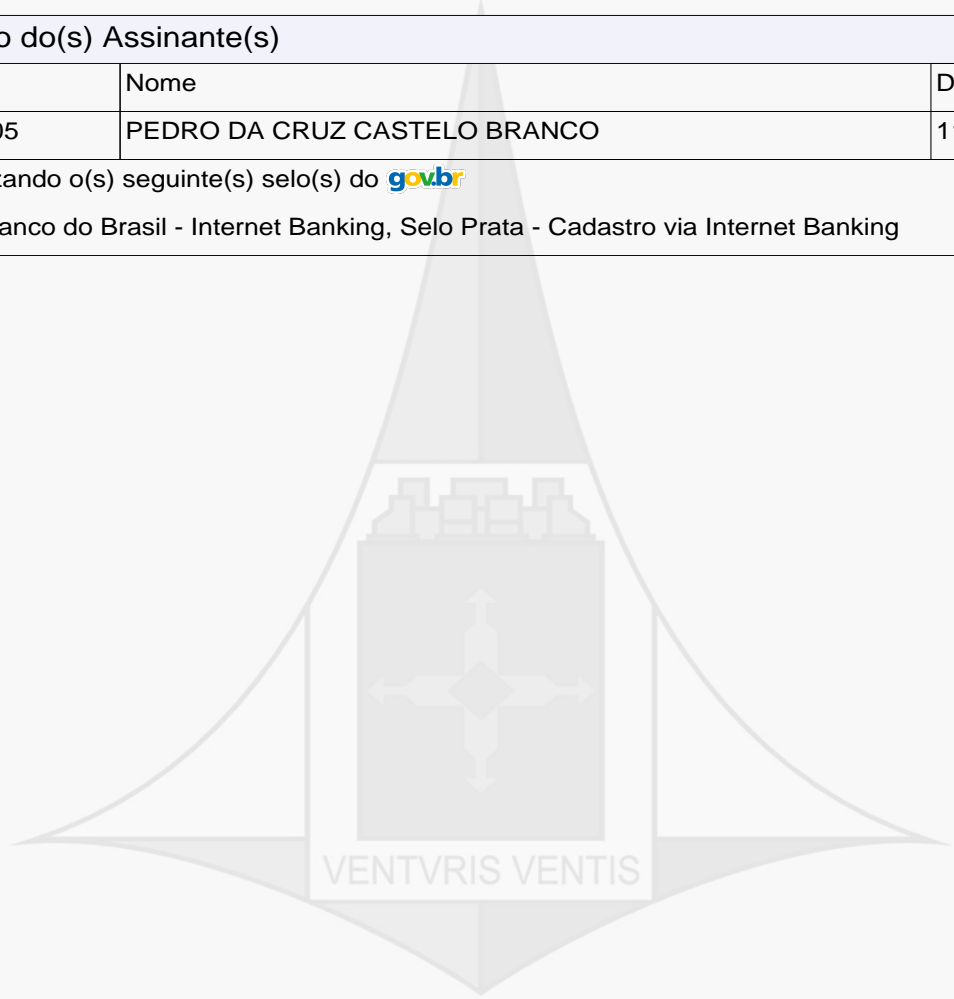 o do(s) Assinante(s)
Nome D
05 PEDRO DA CRUZ CASTELO BRANCO 1
zando o(s) seguinte(s) selo(s) do gov.br
anco do Brasil - Internet Banking, Selo Prata - Cadastro via Internet Banking
VENTVRIS VENTIS